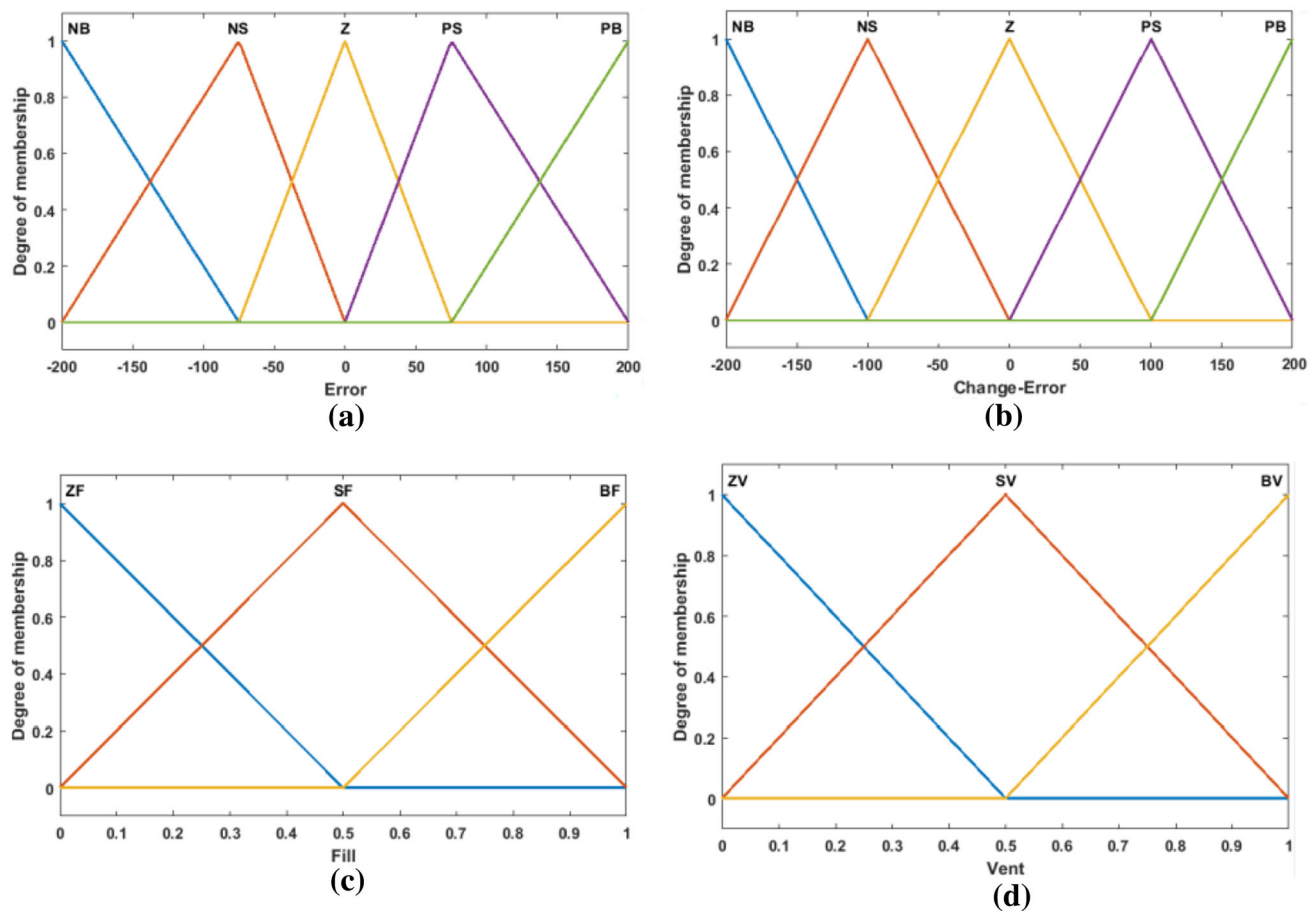 NB NS Z PS PB
1
0.8
0.6
0.4
0.2
0
Degree of membership
-200 -150 -100 -50 0 50 100 150 200
Error
(a)
NB NS Z PS PB
1
0.8
0.6
0.4
0.2
0
Degree of membership
-200 -150 -100 -50 0 50 100 150 200
Change-Error
(b)
ZF SF BF
1
0.8
0.6
0.4
0.2
0
Degree of membership
0 0.1 0.2 0.3 0.4 0.5 0.6 0.7 0.8 0.9 1
Fill
(c)
ZV SV BV
1
0.8
0.6
0.4
0.2
0
Degree of membership
0 0.1 0.2 0.3 0.4 0.5 0.6 0.7 0.8 0.9 1
Vent
(d)